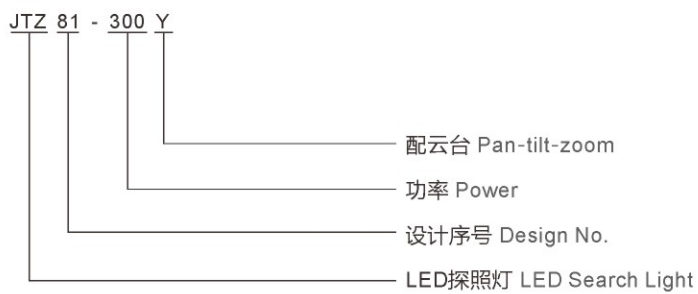 JTZ 81 - 300 Y
配云台 Pan-tilt-zoom
功率 Power
设计序号 Design No.
LED探照灯 LED Search Light